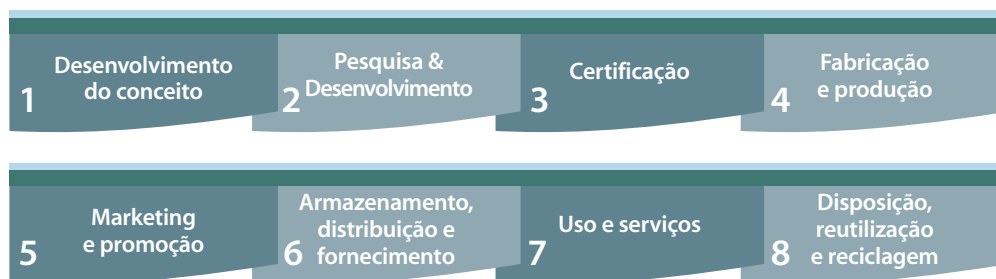 1
Desenvolvimento
do conceito
2
Pesquisa &
Desenvolvimento
3
Certificação
4
Fabricação
e produção
5
Marketing
e promoção
6
Armazenamento,
distribuição e
fornecimento
7
Uso e serviços
8
Disposição,
reutilização
e reciclagem